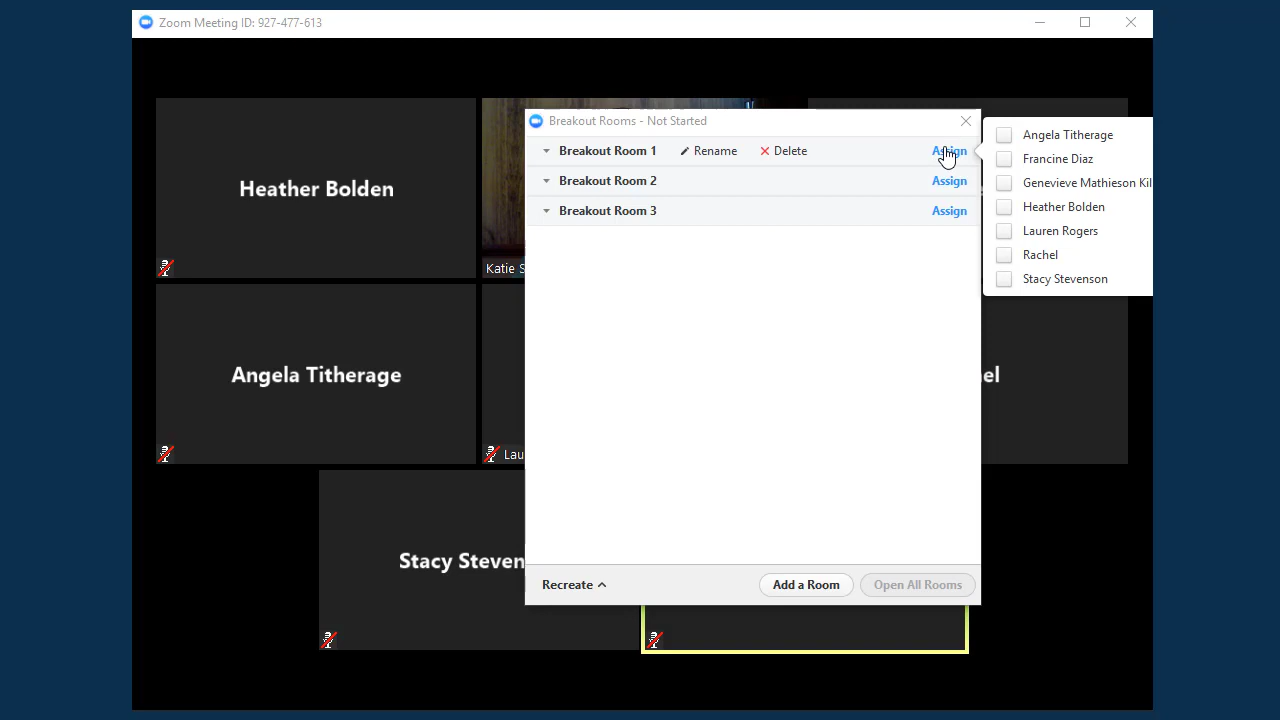 Zoom Meeting ID: 927-477-613
Heather Bolden
Katie S
Angela Titherage
Lau
el
Stacy Steven
Breakout Rooms - Not Started
Breakout Room 1 Rename Delete Assign
Breakout Room 2 Assign
Breakout Room 3 Assign
Recreate Add a Room Open All Rooms
Angela Titherage
Francine Diaz
Genevieve Mathieson Kil
Heather Bolden
Lauren Rogers
Rachel
Stacy Stevenson